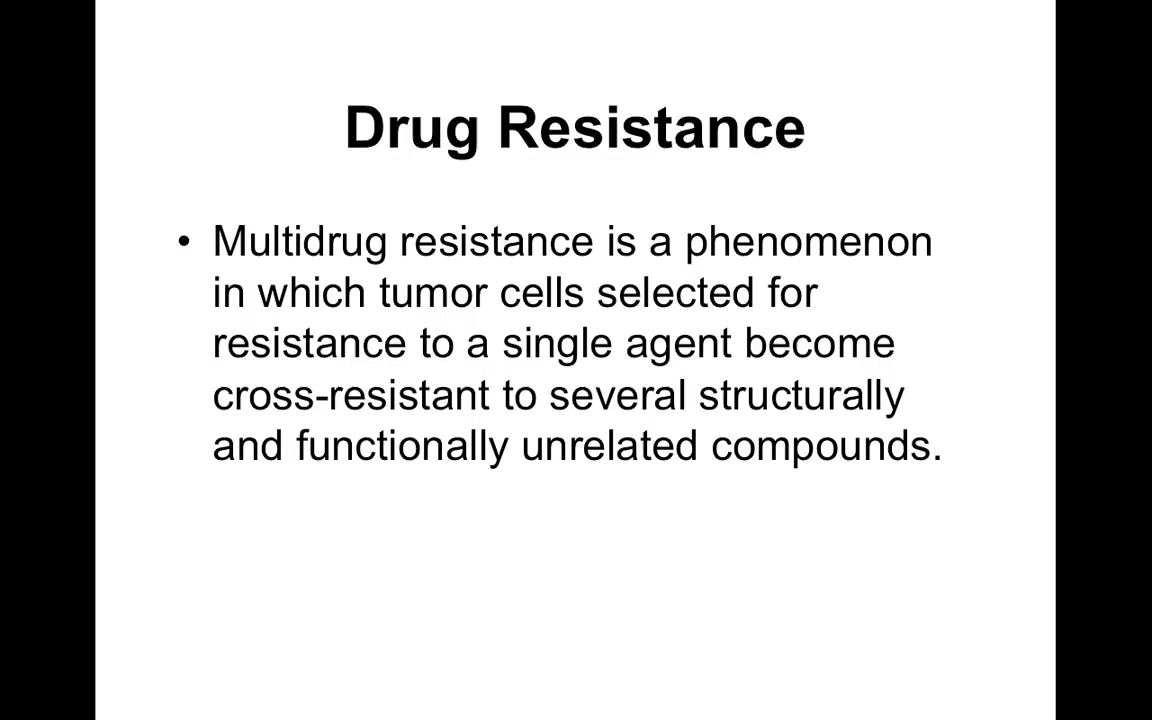 Drug Resistance
• Multidrug resistance is a phenomenon
in which tumor cells selected for
resistance to a single agent become
cross-resistant to several structurally
and functionally unrelated compounds.